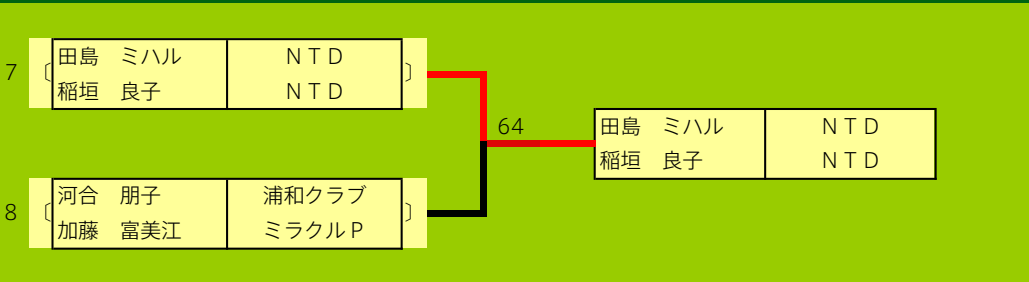 7 〔 田島 ミハル ＮＴＤ 〕
稲垣 良子 ＮＴＤ
64
田島 ミハル ＮＴＤ
稲垣 良子 ＮＴＤ
8 〔 河合 朋子 浦和クラブ 〕
加藤 富美江 ミラクルＰ